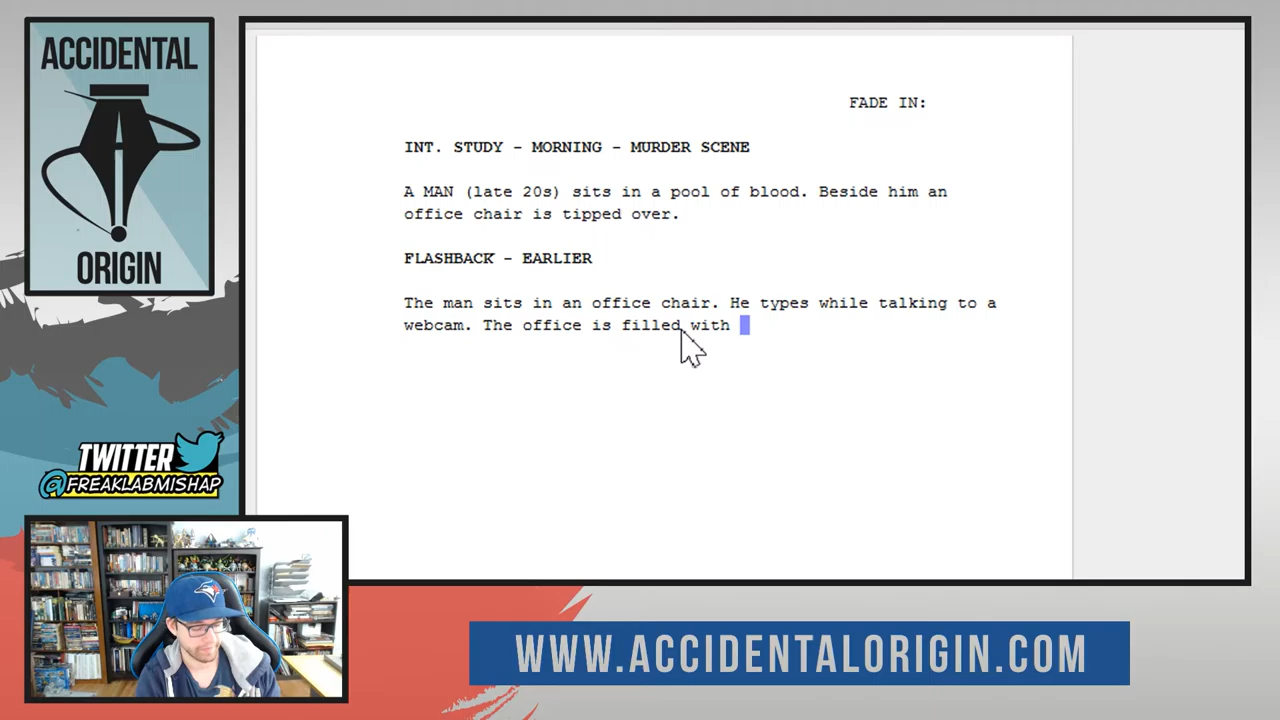 ACCIDENTAL
ORIGIN
FADE IN:
INT. STUDY - MORNING - MURDER SCENE
A MAN (late 20s) sits in a pool of blood. Beside him an
office chair is tipped over.
FLASHBACK - EARLIER
The man sits in an office chair. He types while talking to a
webcam. The office is filled with
TWITTER
@FREAKLABMISHAP
WWW.ACCIDENTALORIGIN.COM